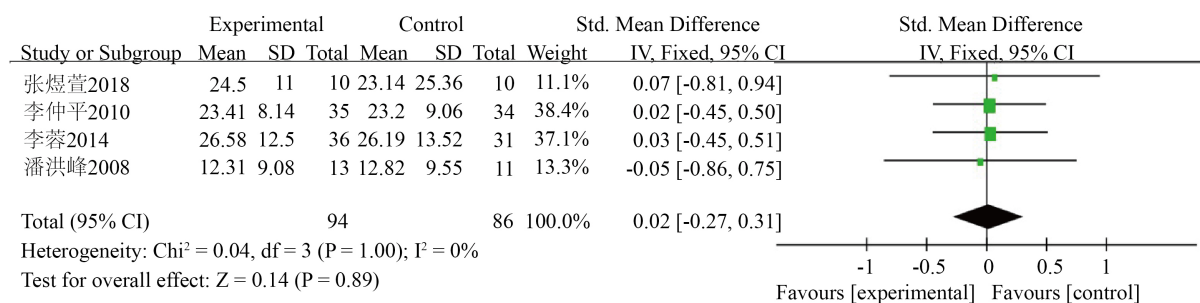 Experimental Control Std. Mean Difference Std. Mean Difference
Study or Subgroup Mean SD Total Mean SD Total Weight IV, Fixed, 95% CI IV, Fixed, 95% CI
张煜萱2018 24.5 11 10 23.14 25.36 10 11.1% 0.07 [-0.81, 0.94]
李仲平2010 23.41 8.14 35 23.2 9.06 34 38.4% 0.02 [-0.45, 0.50]
李蓉2014 26.58 12.5 36 26.19 13.52 31 37.1% 0.03 [-0.45, 0.51]
潘洪峰2008 12.31 9.08 13 12.82 9.55 11 13.3% -0.05 [-0.86, 0.75]
Total (95% CI) 94 86 100.0% 0.02 [-0.27, 0.31]
Heterogeneity: Chi² = 0.04, df = 3 (P = 1.00); I² = 0%
Test for overall effect: Z = 0.14 (P = 0.89)
-1 -0.5 0 0.5 1
Favours [experimental] Favours [control]